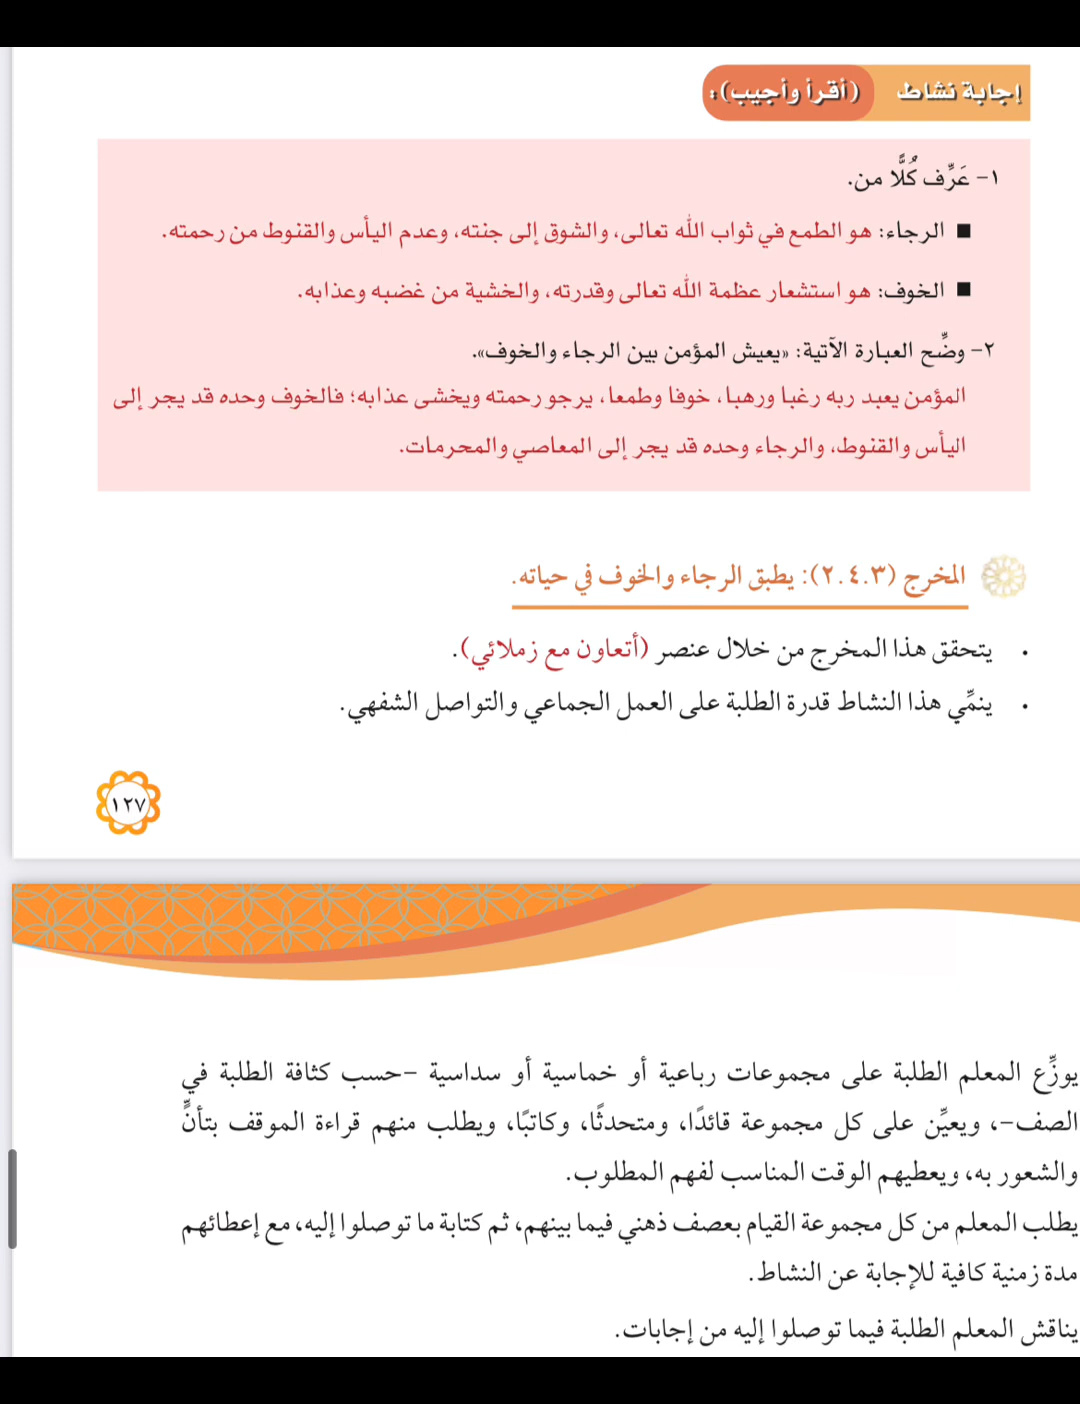 إجابة نشاط (أقرأ وأجيب):
١- عَرِّف كُلًّا من.
■ الرجاء: هو الطمع في ثواب الله تعالى، والشوق إلى جنته، وعدم اليأس والقنوط من رحمته.
■ الخوف: هو استشعار عظمة الله تعالى وقدرته، والخشية من غضبه وعذابه.
٢- وضِّح العبارة الآتية: «يعيش المؤمن بين الرجاء والخوف».
المؤمن يعبد ربه رغبا ورهبا، خوفا وطمعا، يرجو رحمته ويخشى عذابه؛ فالخوف وحده قد يجر إلى
اليأس والقنوط، والرجاء وحده قد يجر إلى المعاصي والمحرمات.
المخرج (٢.٤.٣): يطبق الرجاء والخوف في حياته.
• يتحقق هذا المخرج من خلال عنصر (أتعاون مع زملائي).
• ينمِّي هذا النشاط قدرة الطلبة على العمل الجماعي والتواصل الشفهي.
١٢٧
يوزِّع المعلم الطلبة على مجموعات رباعية أو خماسية أو سداسية -حسب كثافة الطلبة في
الصف-، ويعيِّن على كل مجموعة قائدًا، ومتحدثًا، وكاتبًا، ويطلب منهم قراءة الموقف بتأنٍّ
والشعور به، ويعطيهم الوقت المناسب لفهم المطلوب.
يطلب المعلم من كل مجموعة القيام بعصف ذهني فيما بينهم، ثم كتابة ما توصلوا إليه، مع إعطائهم
مدة زمنية كافية للإجابة عن النشاط.
يناقش المعلم الطلبة فيما توصلوا إليه من إجابات.